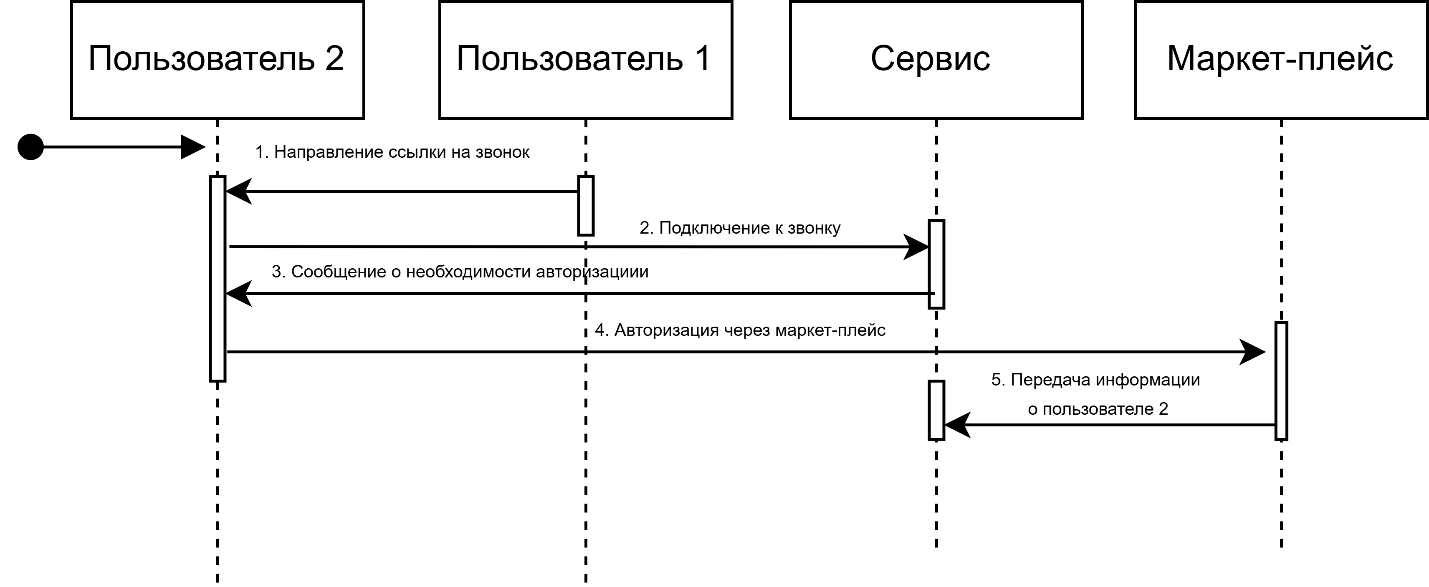 Пользователь 2
Пользователь 1
Сервис
Маркет-плейс
1. Направление ссылки на звонок
2. Подключение к звонку
3. Сообщение о необходимости авторизациии
4. Авторизация через маркет-плейс
5. Передача информации
о пользователе 2